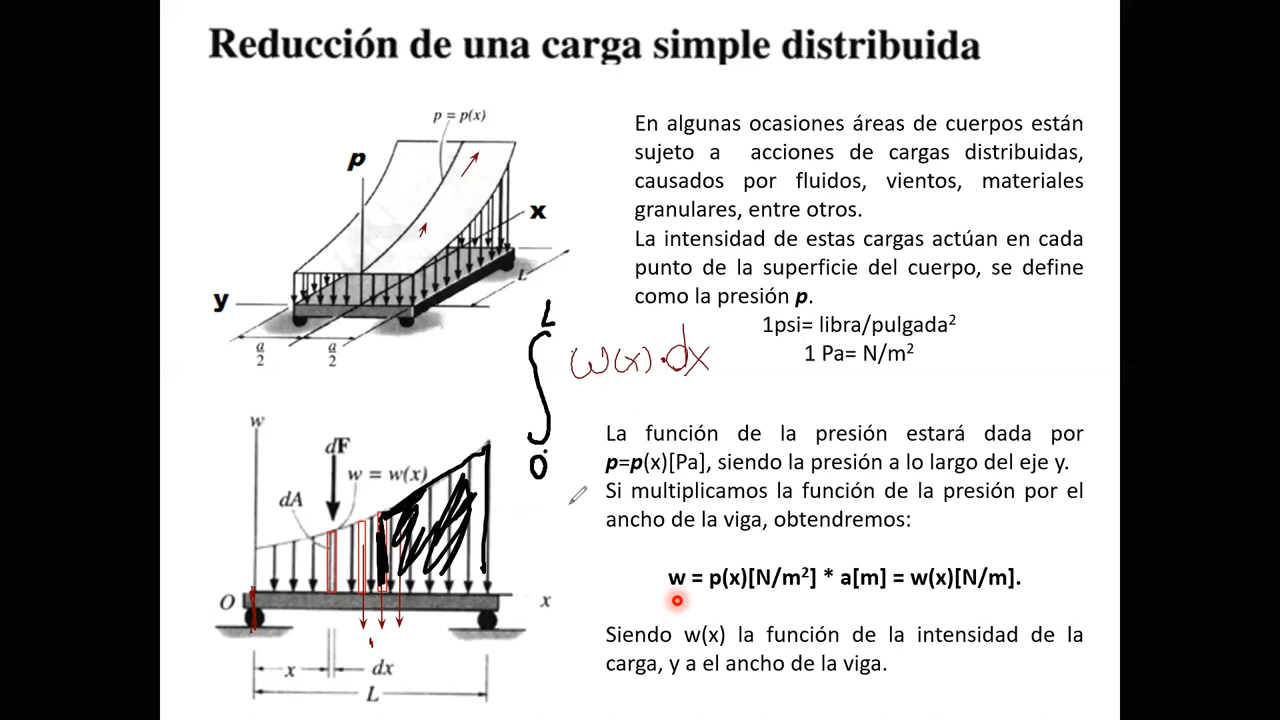 Reducción de una carga simple distribuida
p = p(x)
p
x
y
L
a/2
a/2
En algunas ocasiones áreas de cuerpos están
sujeto a acciones de cargas distribuidas,
causados por fluidos, vientos, materiales
granulares, entre otros.
La intensidad de estas cargas actúan en cada
punto de la superficie del cuerpo, se define
como la presión p.
1psi= libra/pulgada²
1 Pa= N/m²
L
∫ w(x).dx
0
w
dF
w = w(x)
dA
O
x
x
dx
L
La función de la presión estará dada por
p=p(x)[Pa], siendo la presión a lo largo del eje y.
Si multiplicamos la función de la presión por el
ancho de la viga, obtendremos:
w = p(x)[N/m²] * a[m] = w(x)[N/m].
Siendo w(x) la función de la intensidad de la
carga, y a el ancho de la viga.